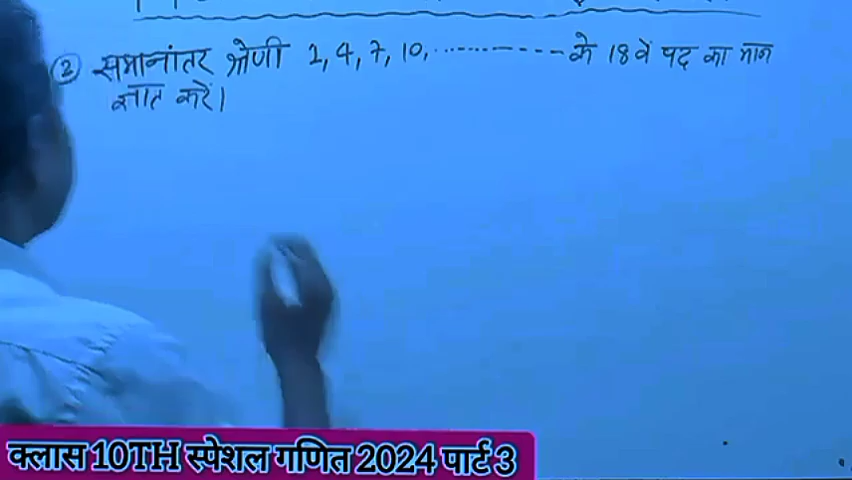 ② समानांतर श्रेणी 1, 4, 7, 10, ------------ के 18 वें पद का मान
ज्ञात करें।
क्लास 10TH स्पेशल गणित 2024 पार्ट 3